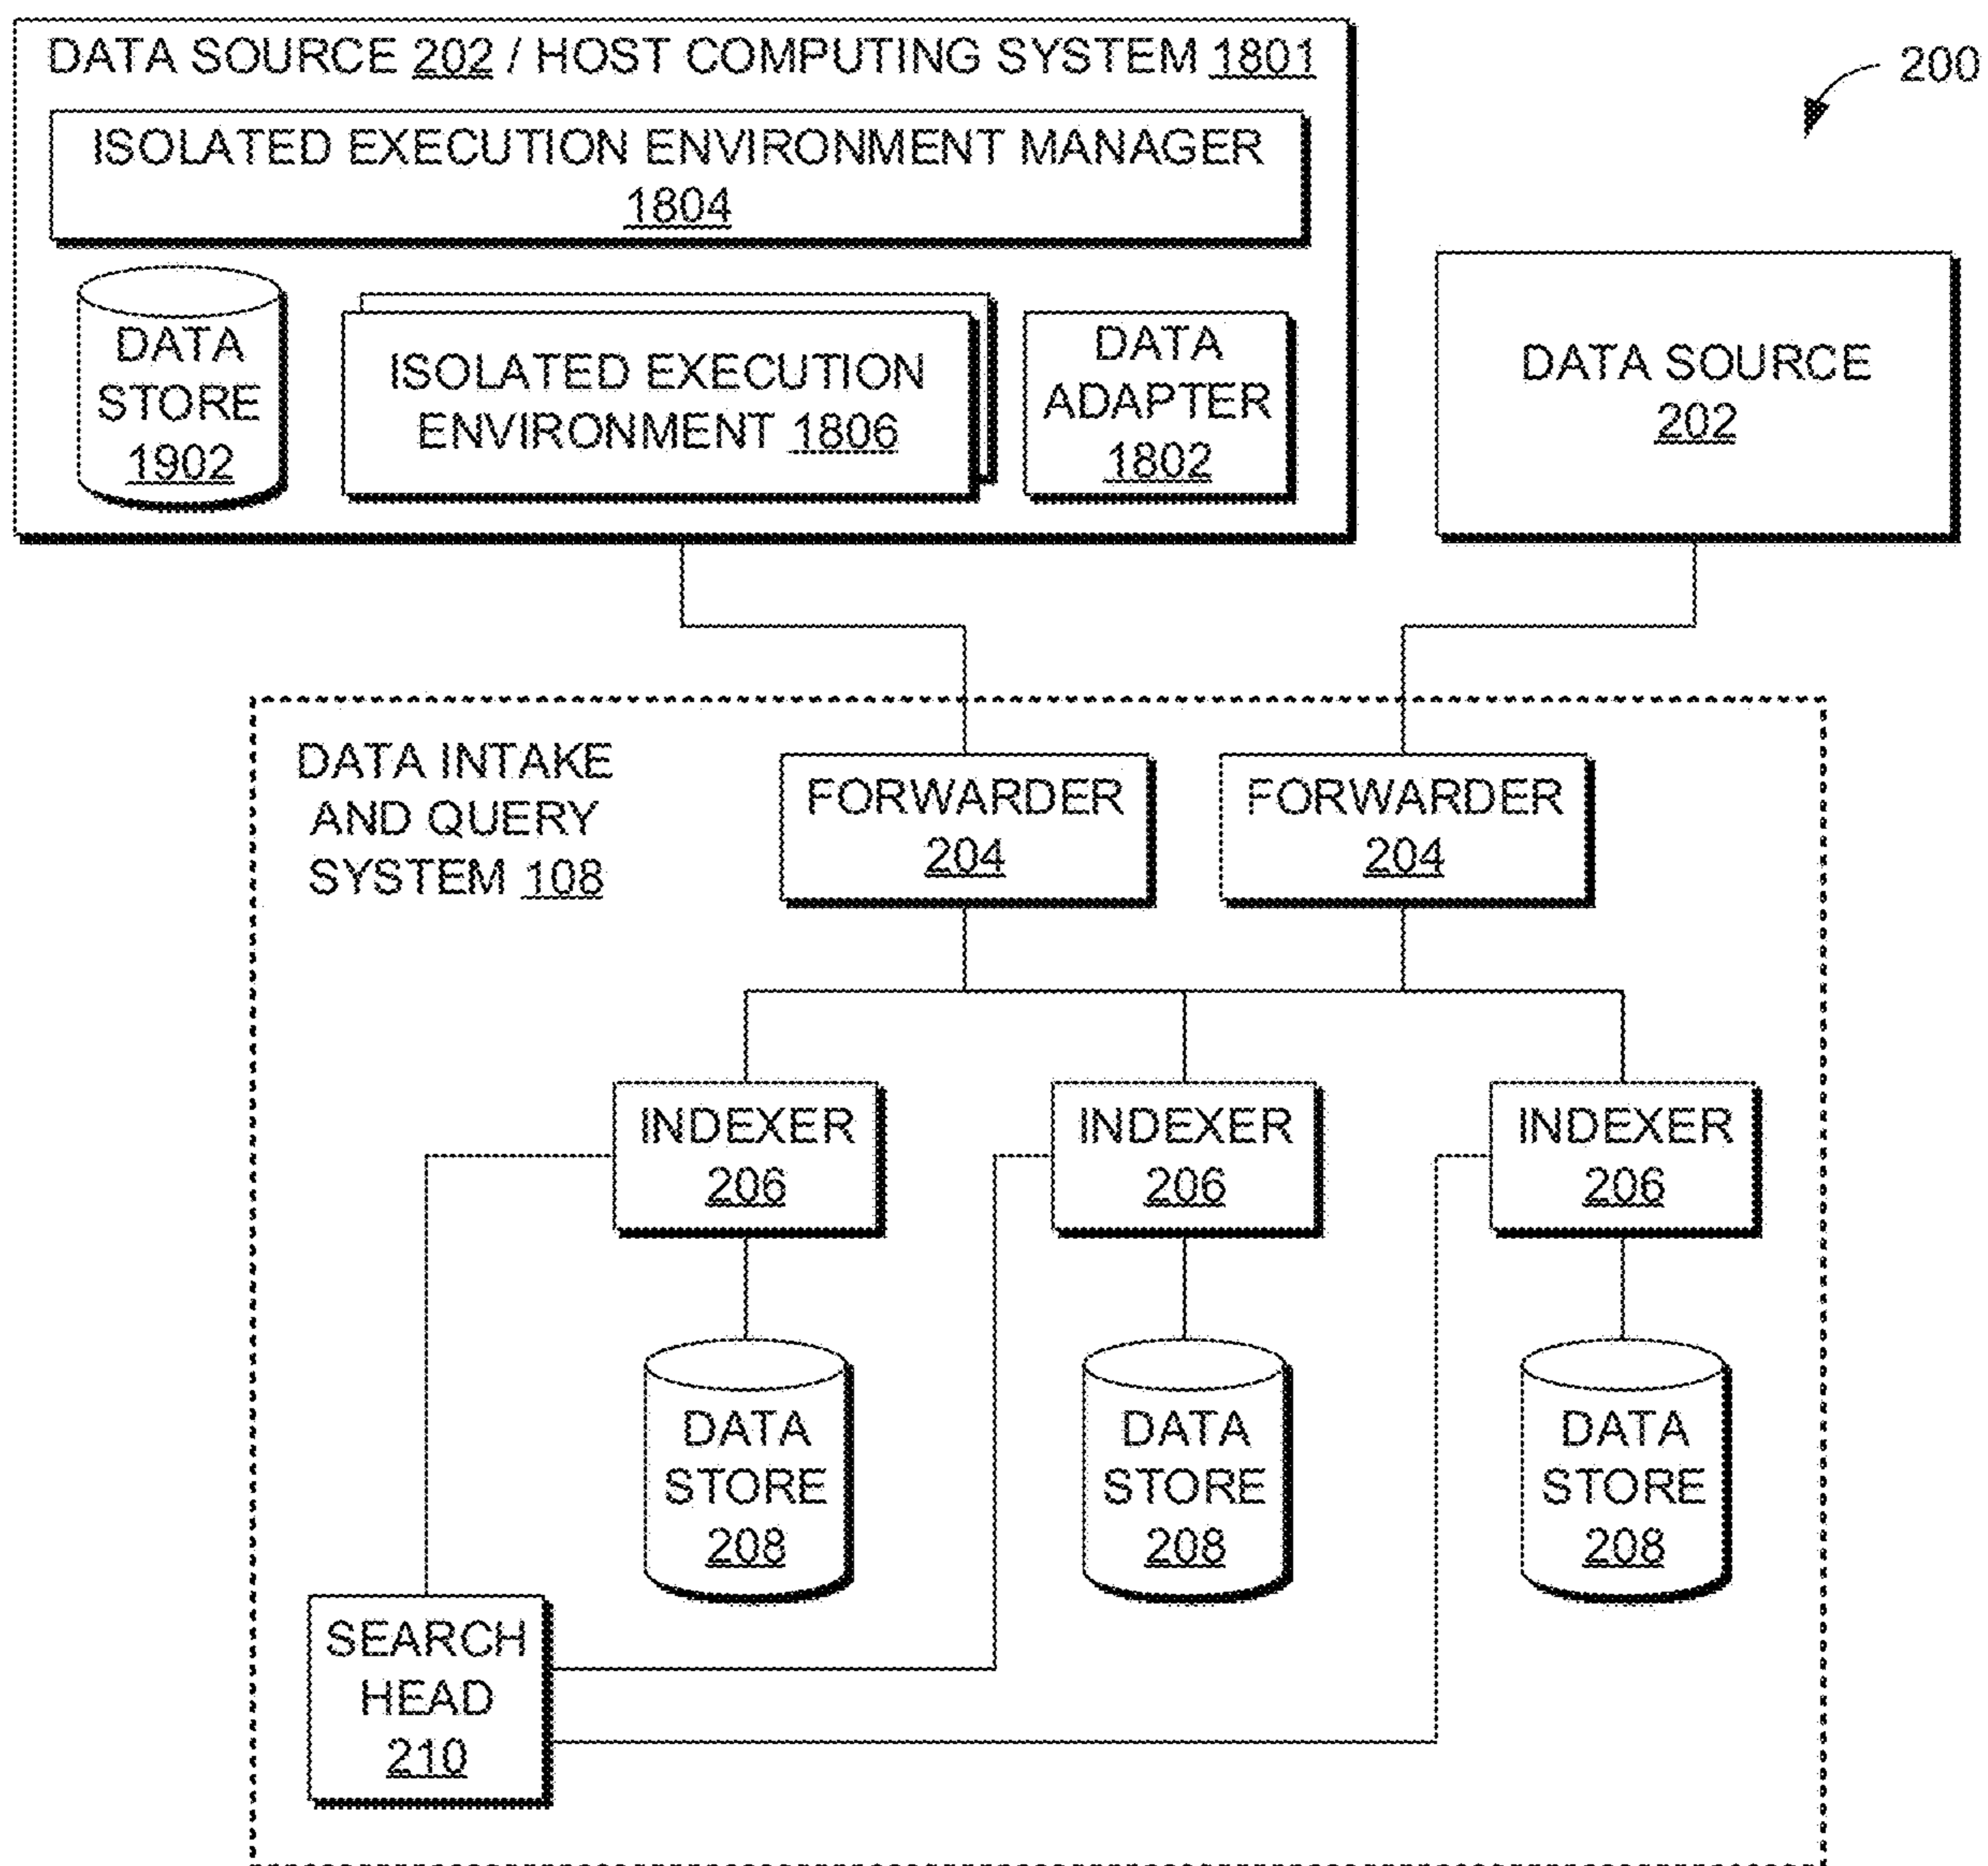 DATA SOURCE 202 / HOST COMPUTING SYSTEM 1801
200
ISOLATED EXECUTION ENVIRONMENT MANAGER
1804
DATA
STORE
1902
ISOLATED EXECUTION
ENVIRONMENT 1806
DATA
ADAPTER
1802
DATA SOURCE
202
DATA INTAKE
AND QUERY
SYSTEM 108
FORWARDER
204
FORWARDER
204
INDEXER
206
INDEXER
206
INDEXER
206
DATA
STORE
208
DATA
STORE
208
DATA
STORE
208
SEARCH
HEAD
210